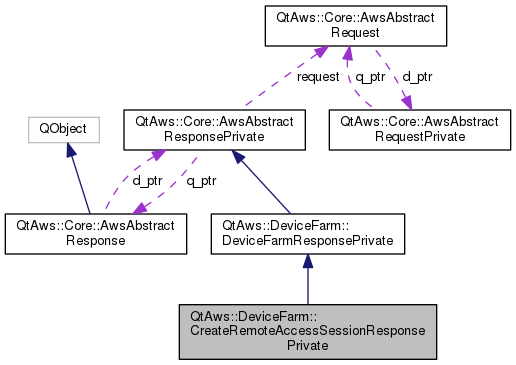 QtAws::Core::AwsAbstract
Request
request
q_ptr
d_ptr
QObject
QtAws::Core::AwsAbstract
ResponsePrivate
QtAws::Core::AwsAbstract
RequestPrivate
d_ptr
q_ptr
QtAws::Core::AwsAbstract
Response
QtAws::DeviceFarm::
DeviceFarmResponsePrivate
QtAws::DeviceFarm::
CreateRemoteAccessSessionResponse
Private